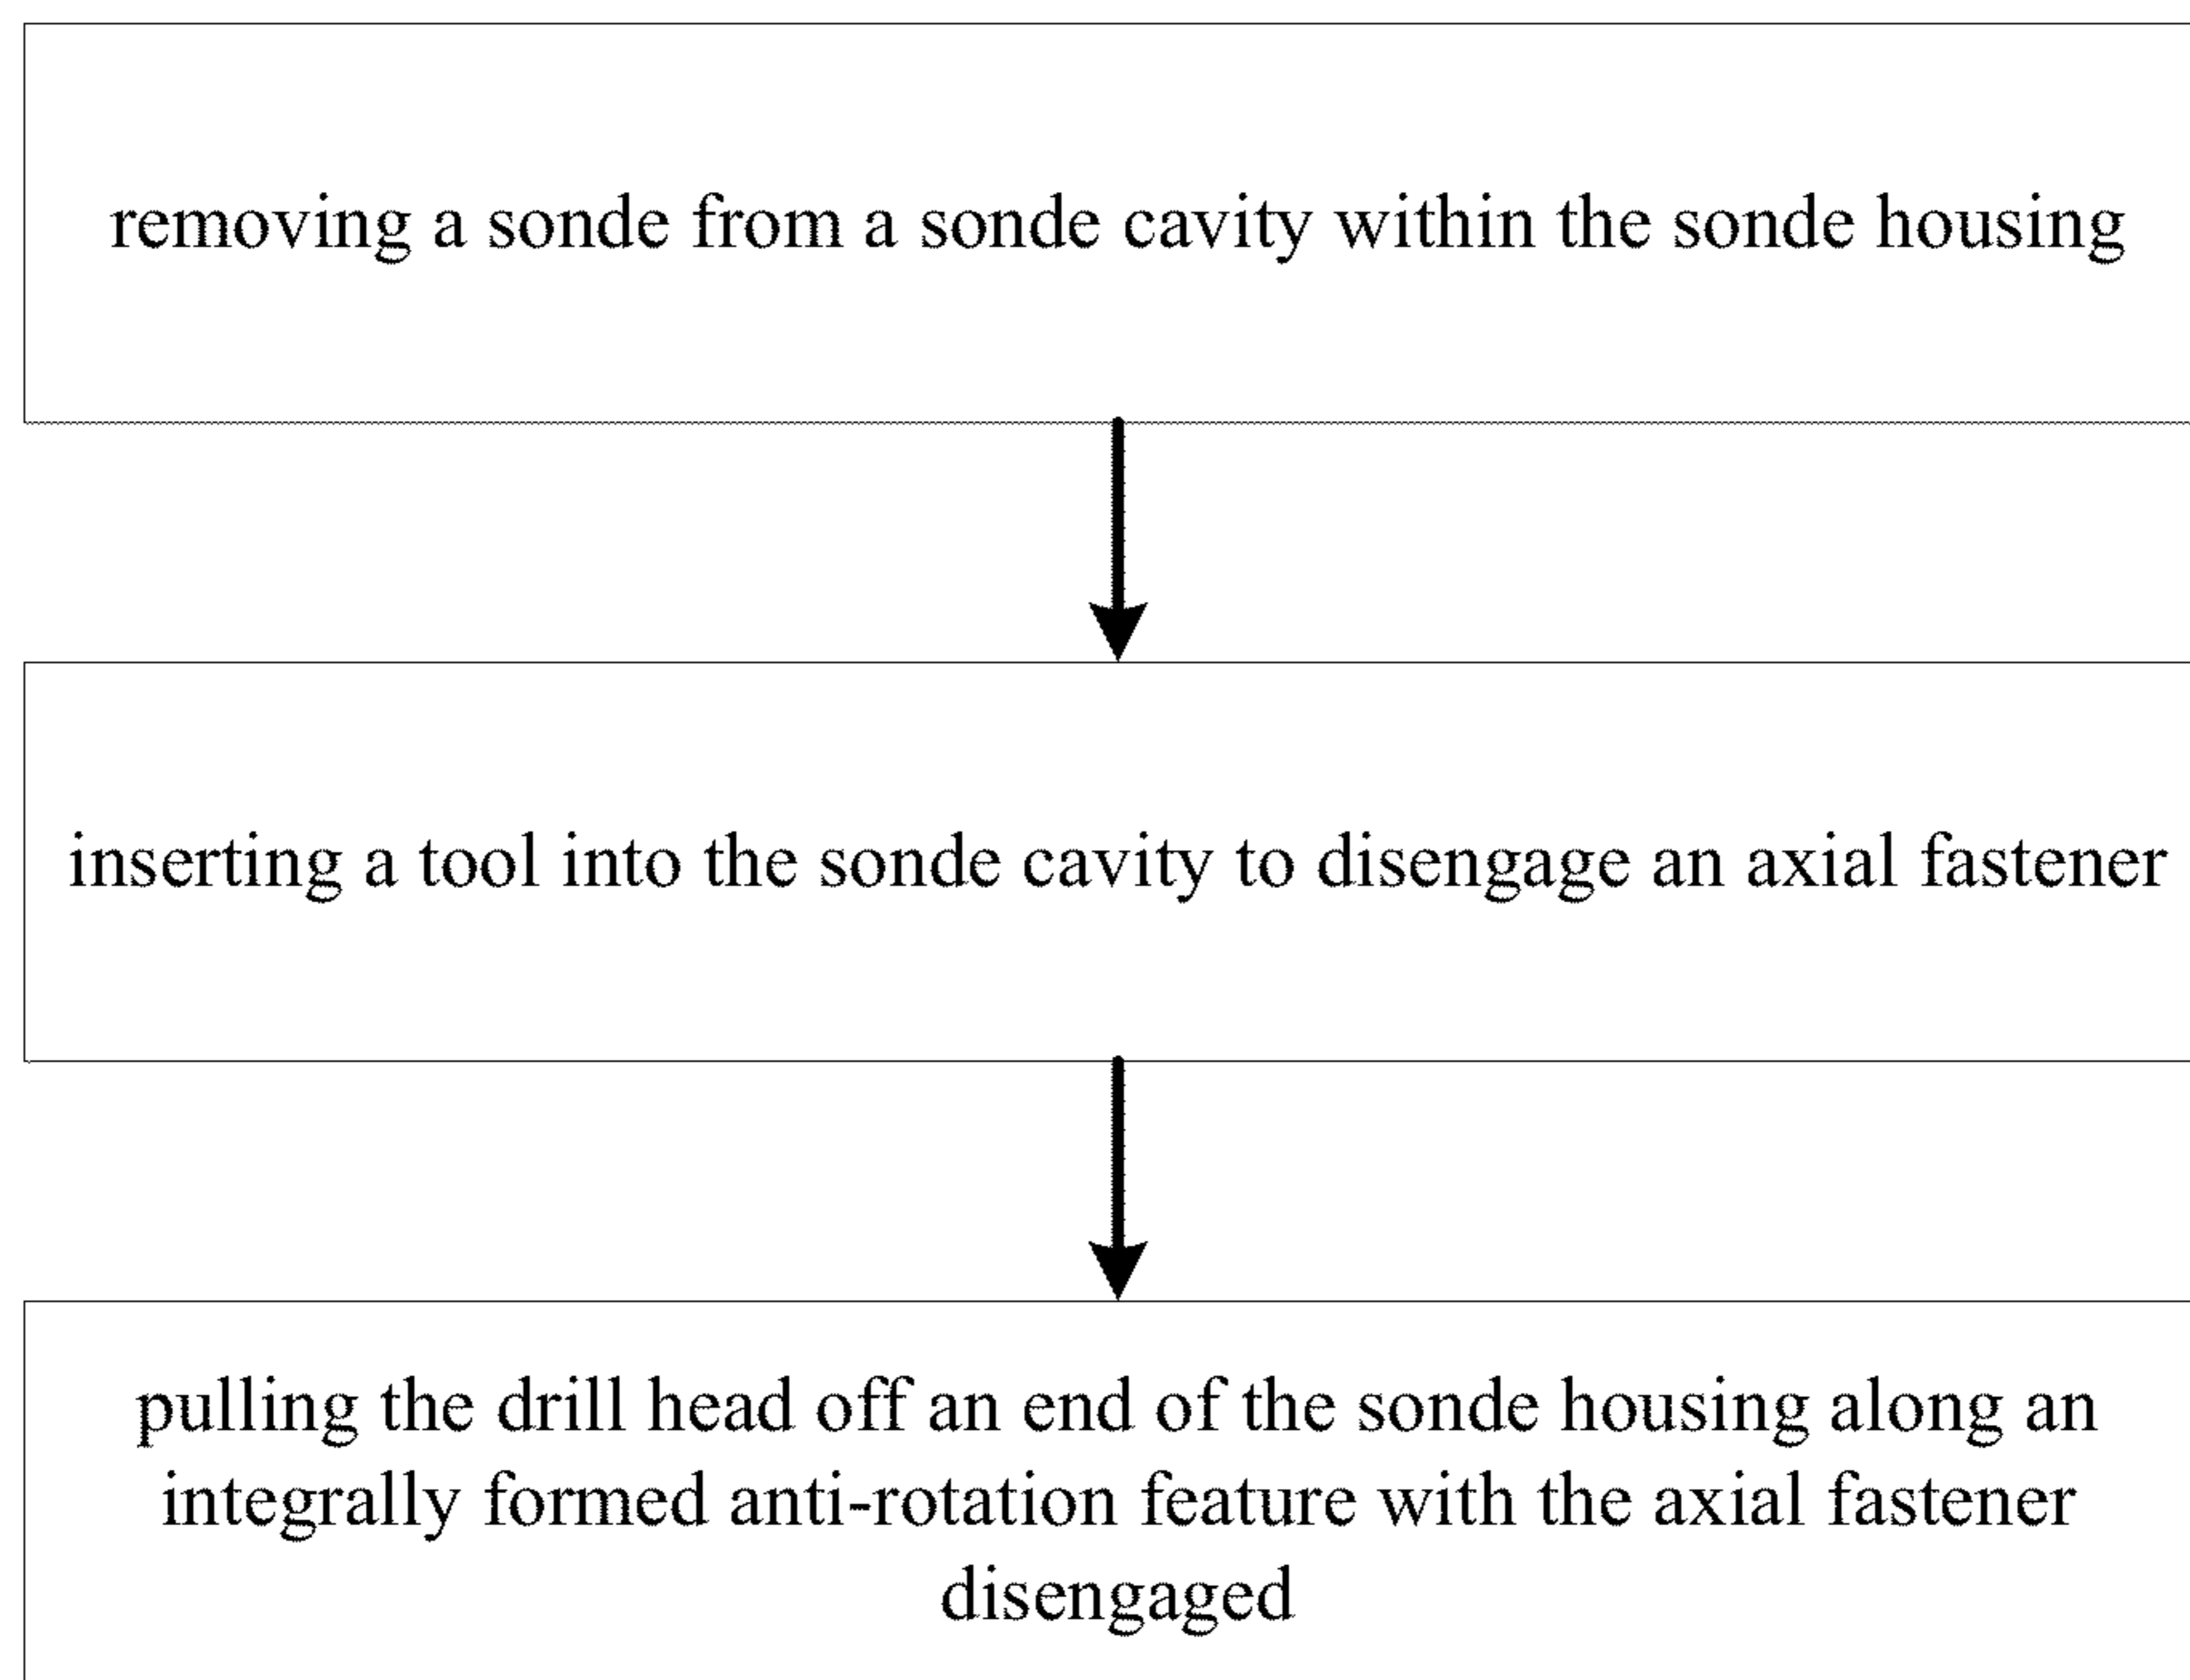 removing a sonde from a sonde cavity within the sonde housing
inserting a tool into the sonde cavity to disengage an axial fastener
pulling the drill head off an end of the sonde housing along an
integrally formed anti-rotation feature with the axial fastener
disengaged